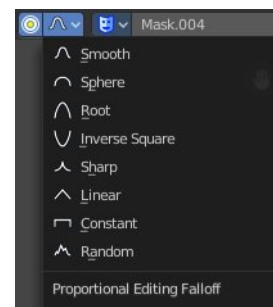 Mask.004
Smooth
Sphere
Root
Inverse Square
Sharp
Linear
Constant
Random
Proportional Editing Falloff